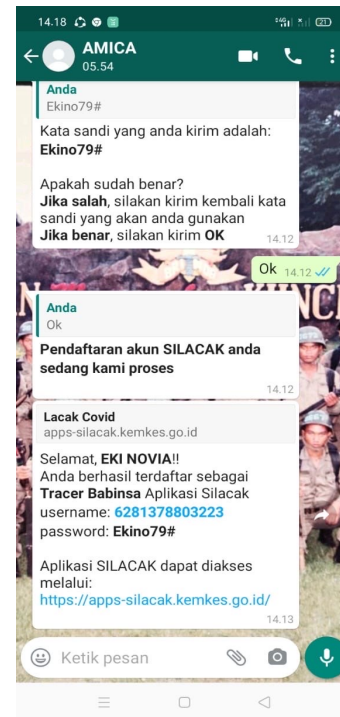 14.18
21
AMICA
05.54
Anda
Ekino79#
Kata sandi yang anda kirim adalah:
Ekino79#
Apakah sudah benar?
Jika salah, silakan kirim kembali kata
sandi yang akan anda gunakan
Jika benar, silakan kirim OK
14.12
Ok 14.12
Anda
Ok
Pendaftaran akun SILACAK anda
sedang kami proses
14.12
Lacak Covid
apps-silacak.kemkes.go.id
Selamat, EKI NOVIA!!
Anda berhasil terdaftar sebagai
Tracer Babinsa Aplikasi Silacak
username: 6281378803223
password: Ekino79#
Aplikasi SILACAK dapat diakses
melalui:
https://apps-silacak.kemkes.go.id/
14.13
Ketik pesan